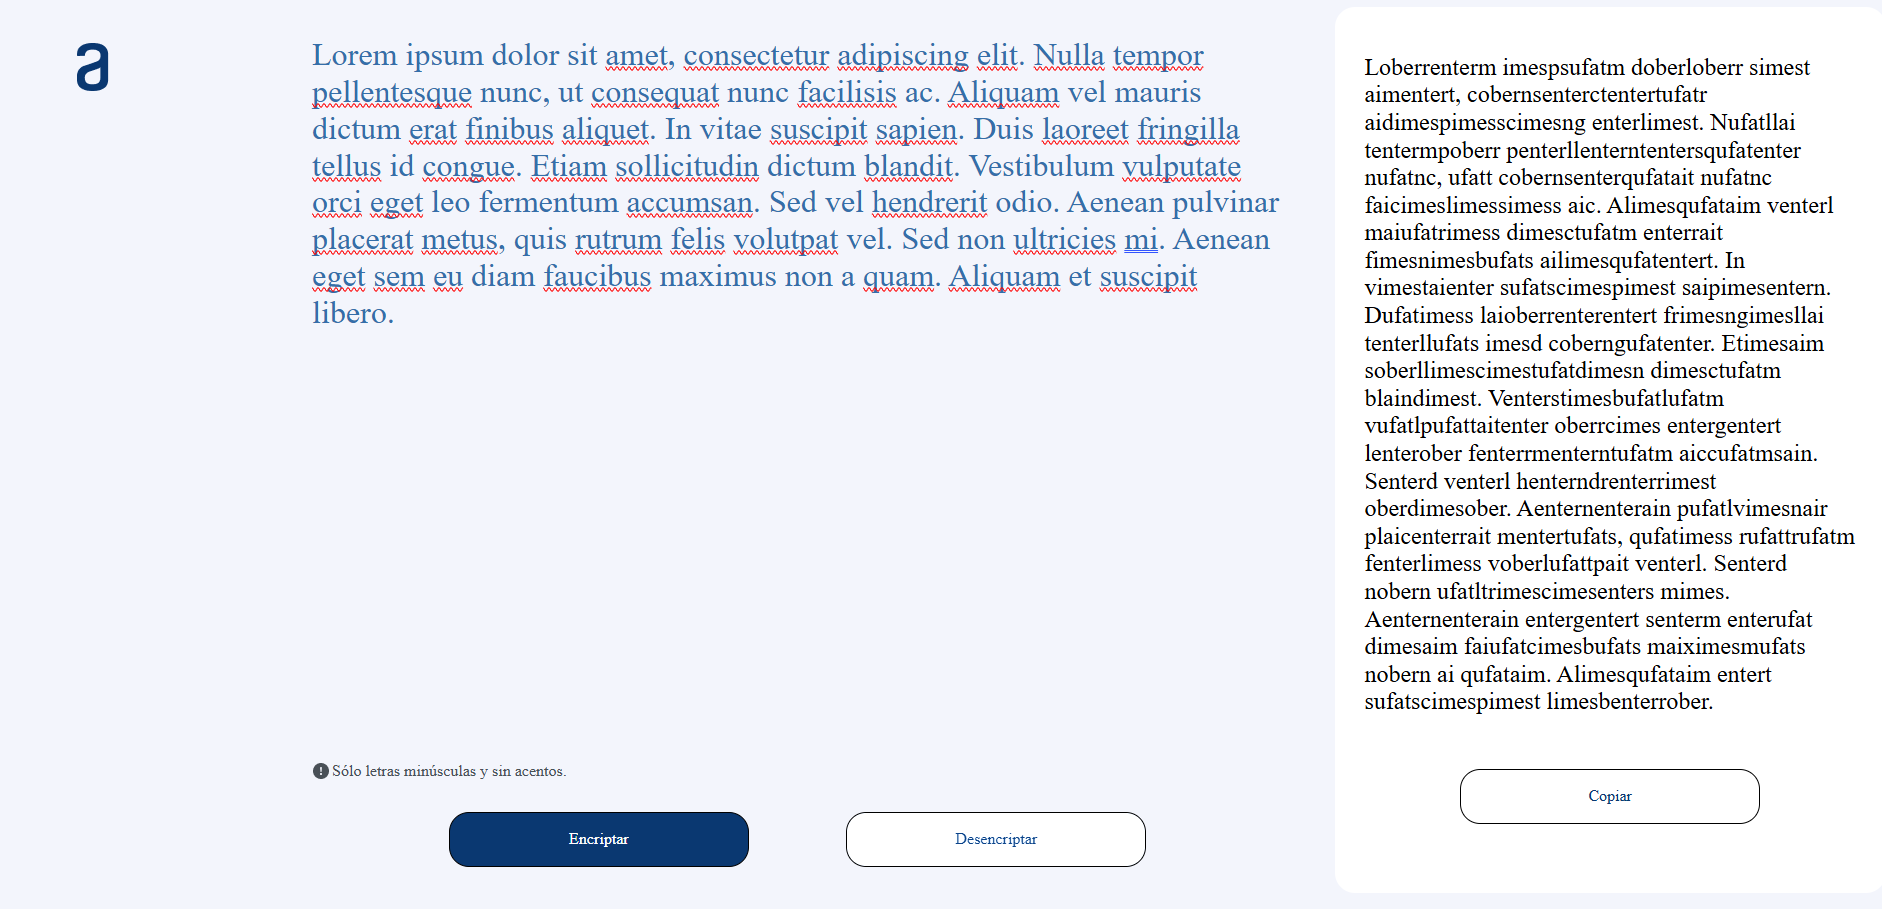 a
Lorem ipsum dolor sit amet, consectetur adipiscing elit. Nulla tempor
pellentesque nunc, ut consequat nunc facilisis ac. Aliquam vel mauris
dictum erat finibus aliquet. In vitae suscipit sapien. Duis laoreet fringilla
tellus id congue. Etiam sollicitudin dictum blandit. Vestibulum vulputate
orci eget leo fermentum accumsan. Sed vel hendrerit odio. Aenean pulvinar
placerat metus, quis rutrum felis volutpat vel. Sed non ultricies mi. Aenean
eget sem eu diam faucibus maximus non a quam. Aliquam et suscipit
libero.
Sólo letras minúsculas y sin acentos.
Encriptar
Desencriptar
Loberrenterm imespsufatm doberloberr simest
aimentert, cobernsenterctentertufatr
aidimespimesscimesng enterlimest. Nufatllai
tentermpoberr penterllenterntentersqufatenter
nufatnc, ufatt cobernsenterqufatait nufatnc
faicimeslimessimess aic. Alimesqufataim venterl
maiufatrimess dimesctufatm enterrait
fimesnimesbufats ailimesqufatentert. In
vimestaienter sufatscimespimest saipimesentern.
Dufatimess laioberrenterentert frimesngimesllai
tenterllufats imesd coberngufatenter. Etimesaim
soberllimescimestufatdimesn dimesctufatm
blaindimest. Venterstimesbufatlufatm
vufatlpufattaitenter oberrcimes entergentert
lenterober fenterrmenterntufatm aiccufatmsain.
Senterd venterl henterndrenterrimest
oberdimesober. Aenternenterain pufatlvimesnair
plaicenterrait mentertufats, qufatimess rufattrufatm
fenterlimess voberlufattpait venterl. Senterd
nobern ufatltrimescimesenters mimes.
Aenternenterain entergentert senterm enterufat
dimesaim faiufatcimesbufats maiximesmufats
nobern ai qufataim. Alimesqufataim entert
sufatscimespimest limesbenterrober.
Copiar